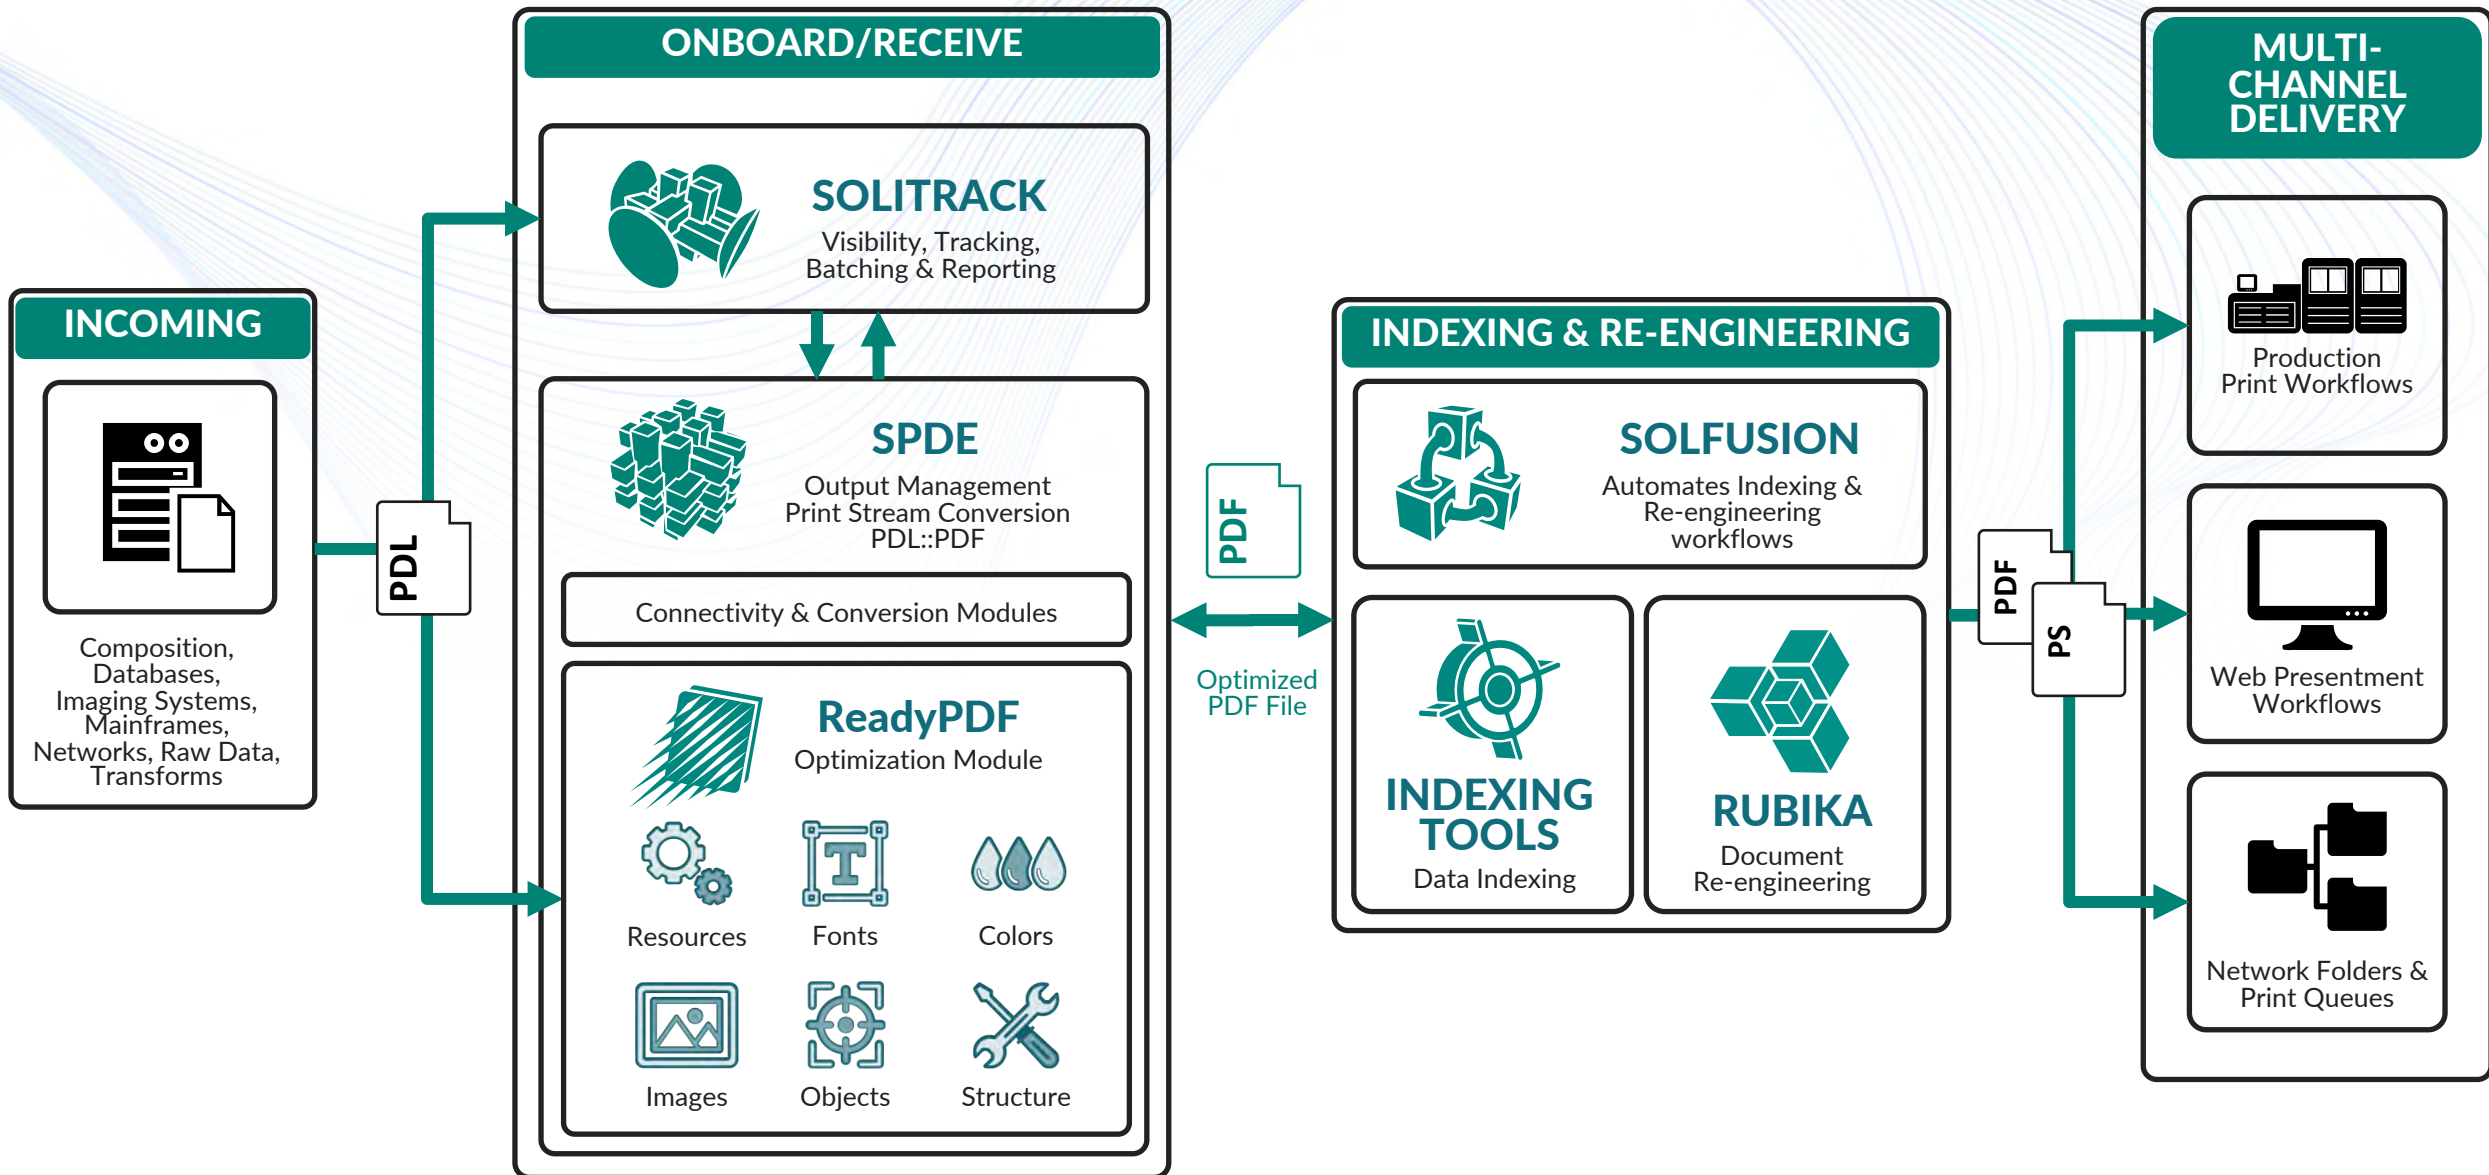 INCOMING
Composition,
Databases,
Imaging Systems,
Mainframes,
Networks, Raw Data,
Transforms
PDL
ONBOARD/RECEIVE
SOLITRACK
Visibility, Tracking,
Batching & Reporting
SPDE
Output Management
Print Stream Conversion
PDL::PDF
Connectivity & Conversion Modules
ReadyPDF
Optimization Module
Resources
Fonts
Colors
Images
Objects
Structure
PDF
Optimized
PDF File
INDEXING & RE-ENGINEERING
SOLFUSION
Automates Indexing &
Re-engineering
workflows
INDEXING
TOOLS
Data Indexing
RUBIKA
Document
Re-engineering
PDF
PS
MULTI-
CHANNEL
DELIVERY
Production
Print Workflows
Web Presentment
Workflows
Network Folders &
Print Queues